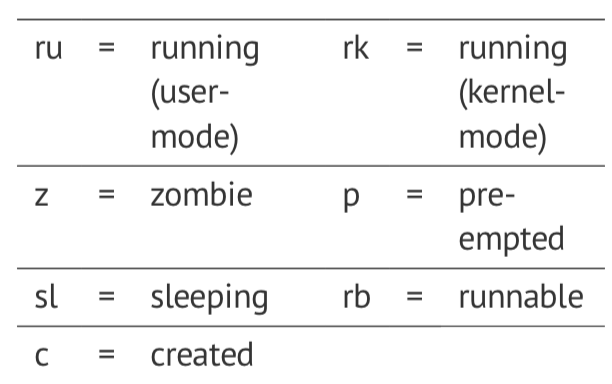 ru = running rk = running
(user- (kernel-
mode) mode)
z = zombie p = pre-
empted
sl = sleeping rb = runnable
c = created